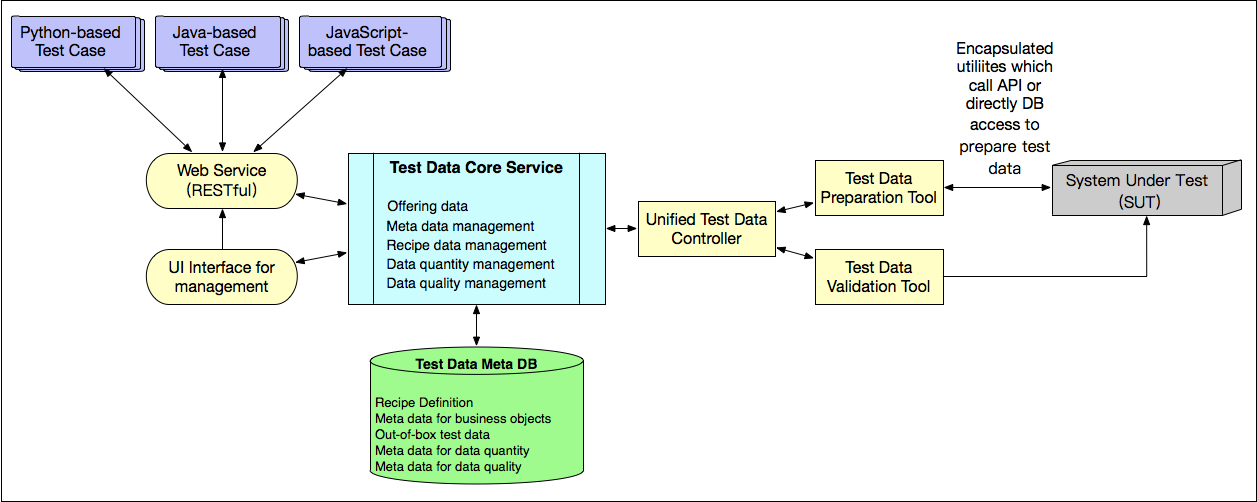 Python-based
Test Case
Java-based
Test Case
JavaScript-
based Test Case
Encapsulated
utiliites which
call API or
directly DB
access to
prepare test
data
Web Service
(RESTful)
UI Interface for
management
Test Data Core Service
Offering data
Meta data management
Recipe data management
Data quantity management
Data quality management
Unified Test Data
Controller
Test Data
Preparation Tool
Test Data
Validation Tool
System Under Test
(SUT)
Test Data Meta DB
Recipe Definition
Meta data for business objects
Out-of-box test data
Meta data for data quantity
Meta data for data quality